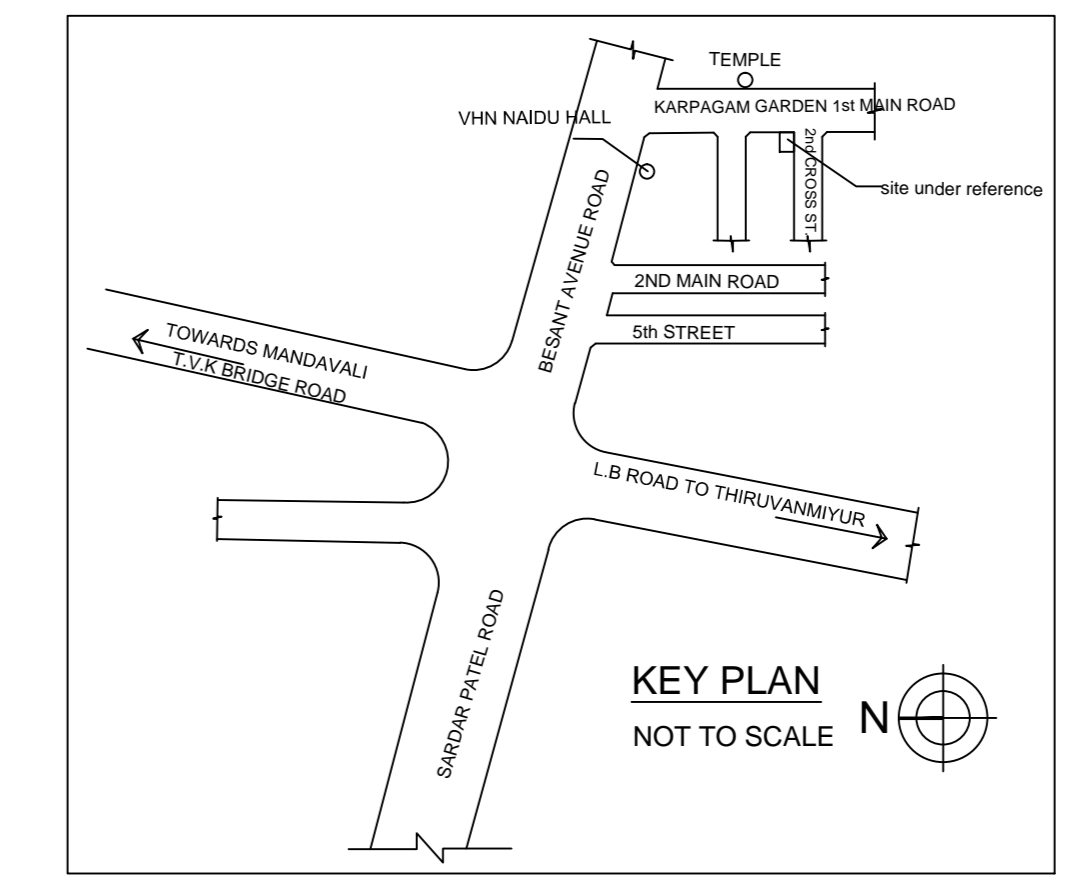 TEMPLE
KARPAGAM GARDEN 1st MAIN ROAD
VHN NAIDU HALL
2nd CROSS ST.
site under reference
BESANT AVENUE ROAD
2ND MAIN ROAD
5th STREET
TOWARDS MANDAVALI
T.V.K BRIDGE ROAD
L.B ROAD TO THIRUVANMIYUR
SARDAR PATEL ROAD
KEY PLAN
NOT TO SCALE
N